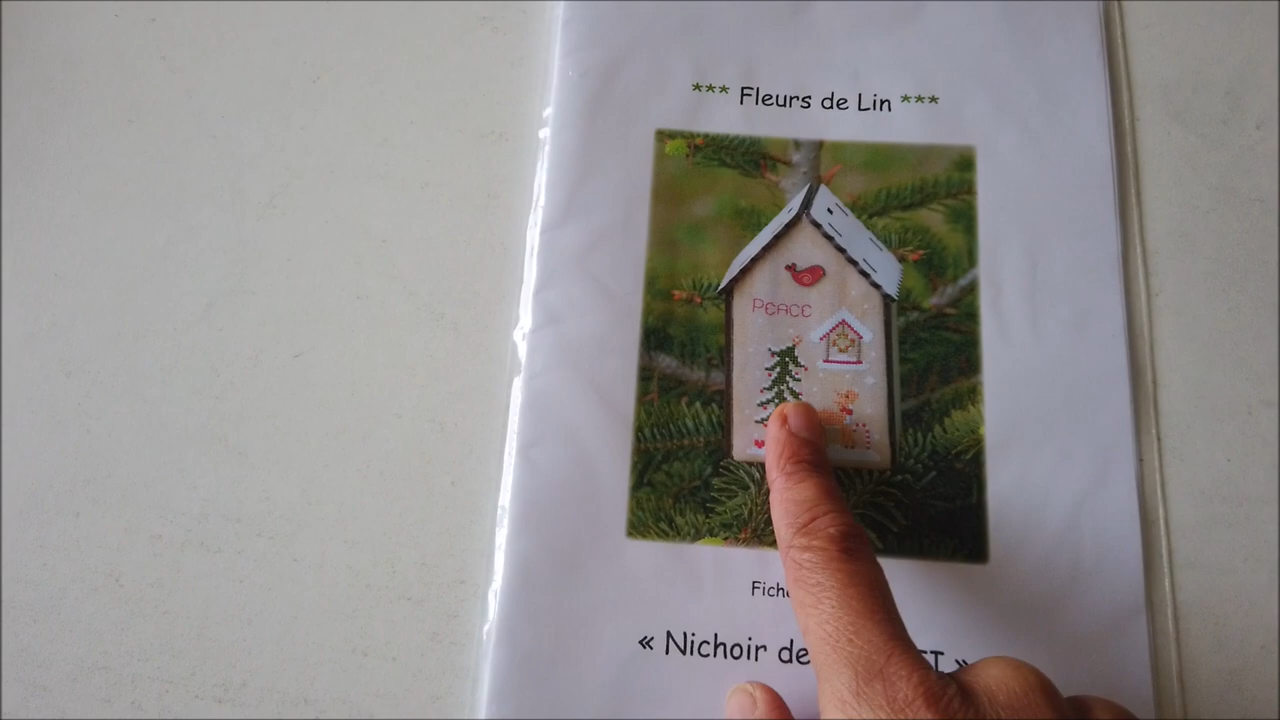 *** Fleurs de Lin ***
PEACE
« Nichoir de »